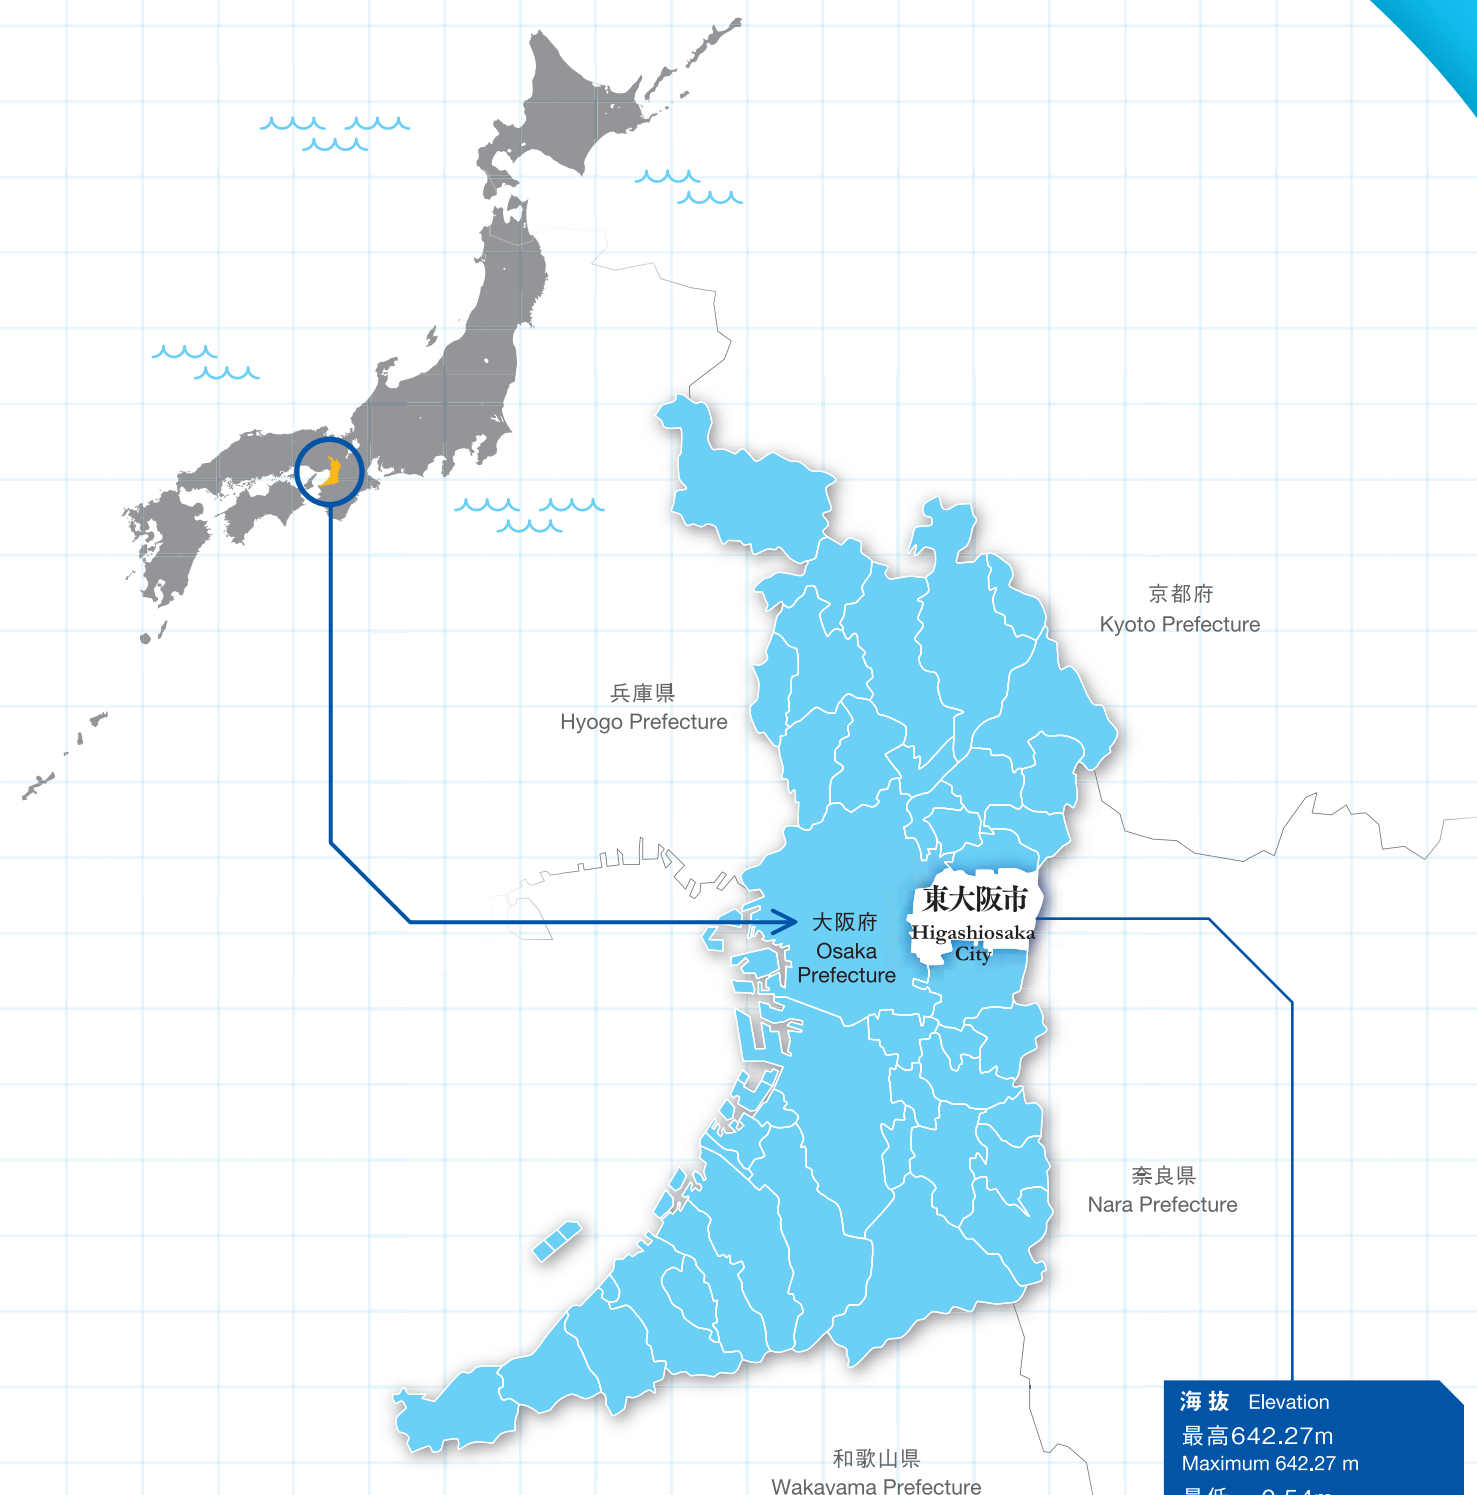 京都府
Kyoto Prefecture
兵庫県
Hyogo Prefecture
東大阪市
Higashiosaka
City
大阪府
Osaka
Prefecture
奈良県
Nara Prefecture
海抜 Elevation
最高642.27m
Maximum 642.27 m
和歌山県
Wakayama Prefecture